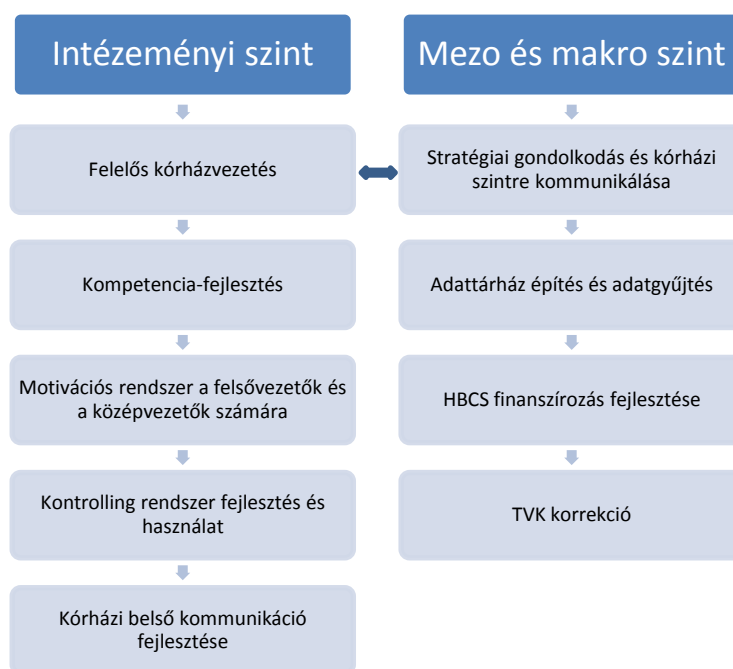 Intézeményi szint
Felelős kórházvezetés
Kompetencia-fejlesztés
Motivációs rendszer a felsővezetők és
a középvezetők számára
Kontrolling rendszer fejlesztés és
használat
Kórházi belső kommunikáció
fejlesztése
Mezo és makro szint
Stratégiai gondolkodás és kórházi
szintre kommunikálása
Adattárház építés és adatgyűjtés
HBCS finanszírozás fejlesztése
TVK korrekció